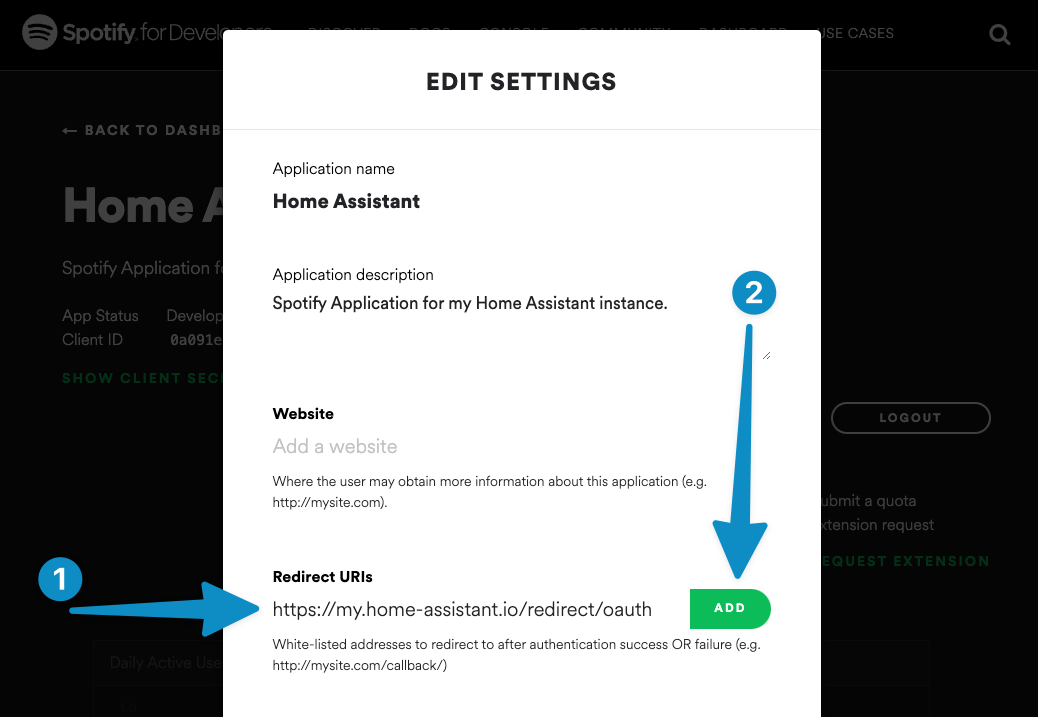 Spotify for Developers
DISCOVER DOCS CONSOLE COMMUNITY DASHBOARD USE CASES
EDIT SETTINGS
← BACK TO DASHB
Application name
Home A
Home Assistant
Spotify Application f
Application description
Spotify Application for my Home Assistant instance.
2
App Status Develop
Client ID 0a091e
SHOW CLIENT SEC
Website
LOGOUT
Add a website
Where the user may obtain more information about this application (e.g.
http://mysite.com).
ubmit a quota
xtension request
EQUEST EXTENSION
1
Redirect URIs
https://my.home-assistant.io/redirect/oauth
ADD
White-listed addresses to redirect to after authentication success OR failure (e.g.
http://mysite.com/callback/)
Daily Active Use